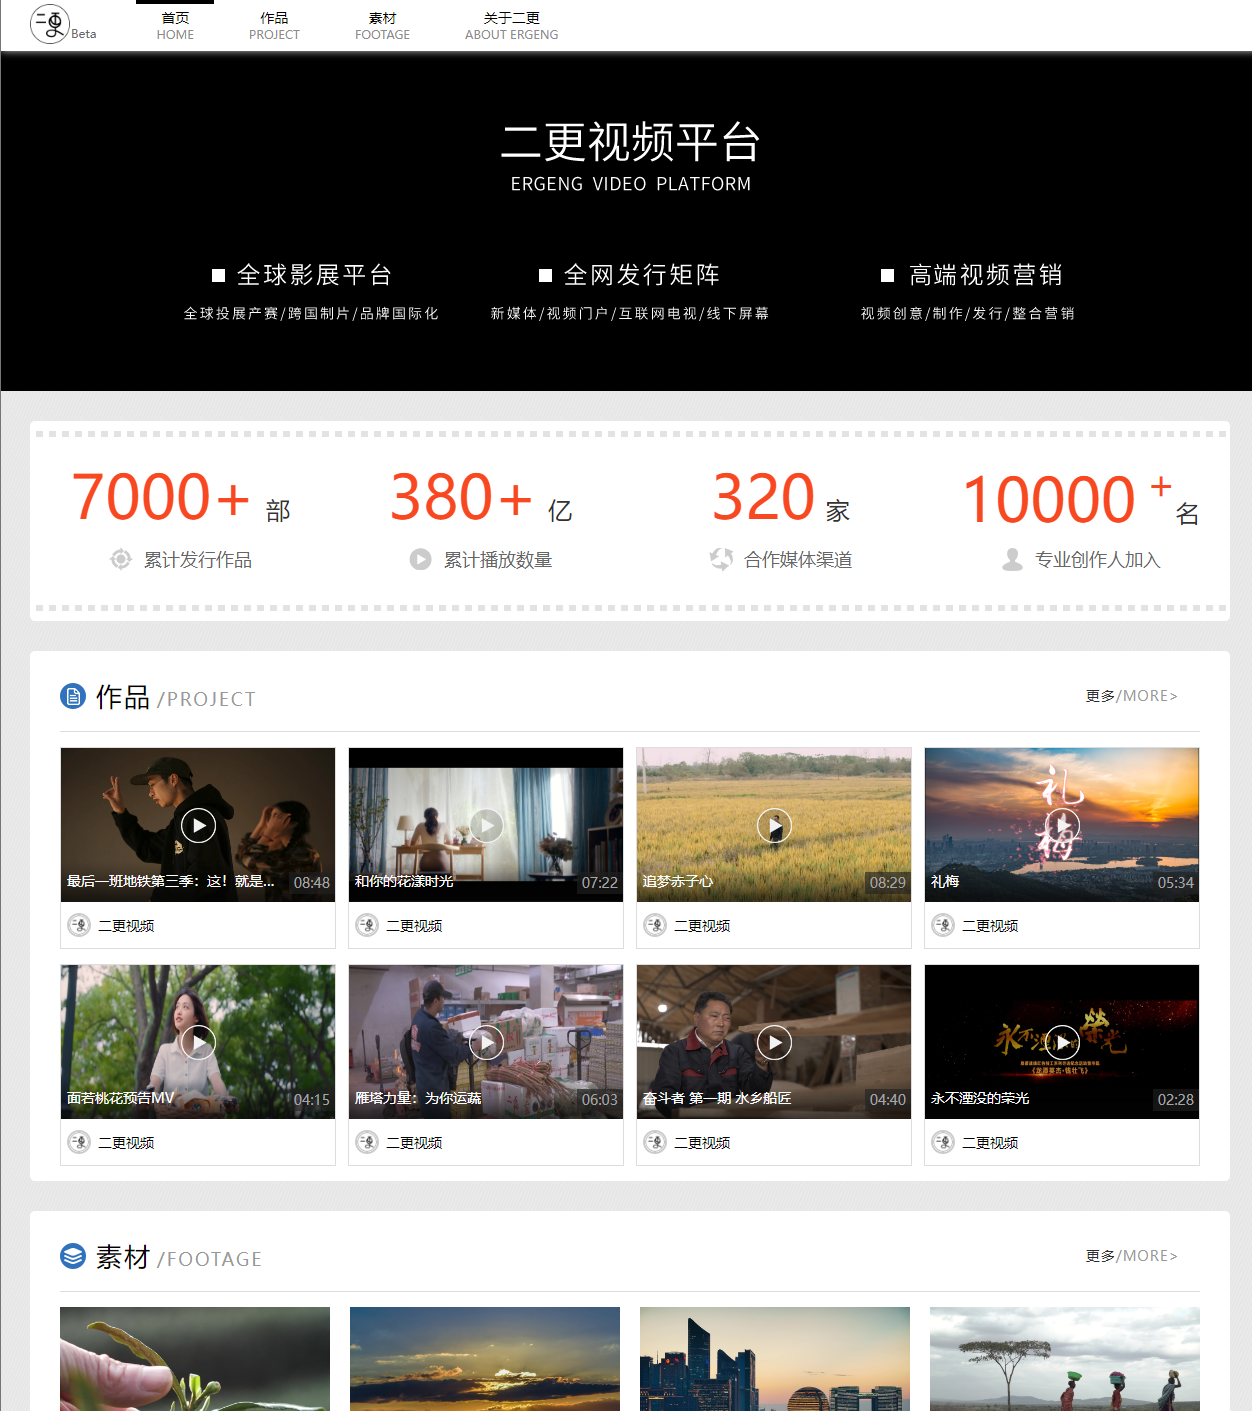 二更
Beta
首页
HOME
作品
PROJECT
素材
FOOTAGE
关于二更
ABOUT ERGENG
二更视频平台
ERGENG VIDEO PLATFORM
全球影展平台
全网发行矩阵
高端视频营销
全球投展产赛/跨国制片/品牌国际化
新媒体/视频门户/互联网电视/线下屏幕
视频创意/制作/发行/整合营销
7000+ 部
380+ 亿
320 家
10000+ 名
累计发行作品
累计播放数量
合作媒体渠道
专业创作人加入
作品/PROJECT
更多/MORE>
礼梅
最后一班地铁第三季：这！就是...
08:48
和你的花漾时光
07:22
追梦赤子心
08:29
礼梅
05:34
二更视频
二更视频
二更视频
二更视频
永不湮没的荣光
面若桃花预告MV
04:15
雁塔力量：为你运蔬
06:03
奋斗者 第一期 水乡船匠
04:40
永不湮没的荣光
02:28
二更视频
二更视频
二更视频
二更视频
素材/FOOTAGE
更多/MORE>